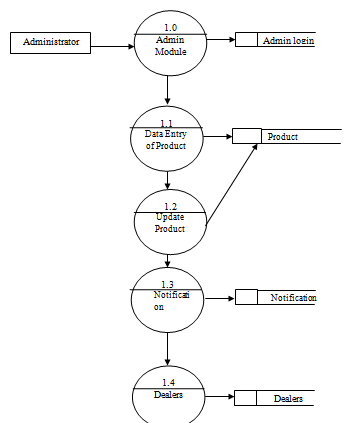 1.0
Administrator
Admin
Module
Admin login
1.1
Data Entry
of Product
Product
1.2
Update
Product
1.3
Notificati
on
Notification
1.4
Dealers
Dealers